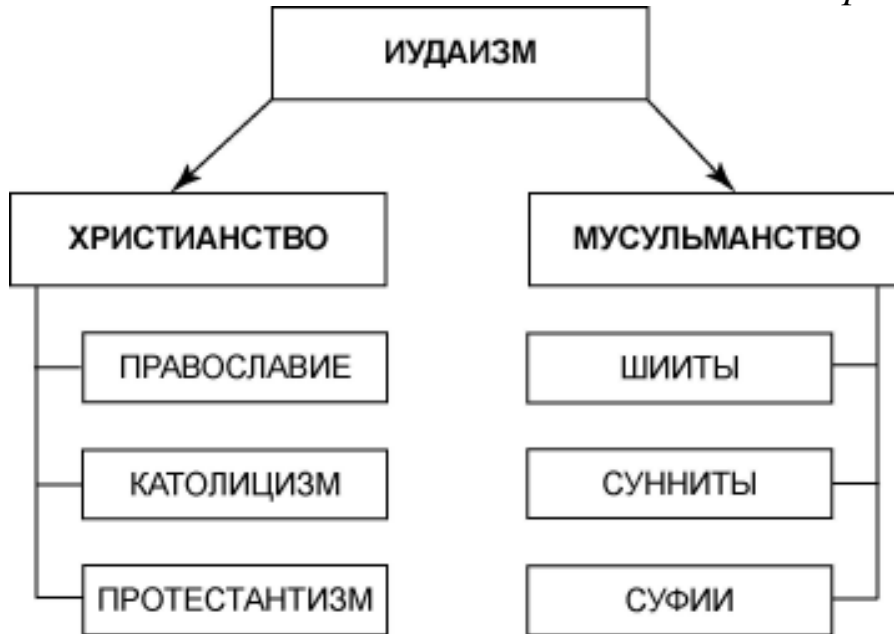 ИУДАИЗМ
ХРИСТИАНСТВО
МУСУЛЬМАНСТВО
ПРАВОСЛАВИЕ
ШИИТЫ
КАТОЛИЦИЗМ
СУННИТЫ
ПРОТЕСТАНТИЗМ
СУФИИ